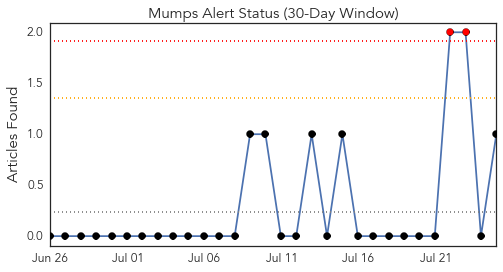 Mumps Alert Status (30-Day Window)
Articles Found
2.0
1.5
1.0
0.5
0.0
Jun 26 Jul 01 Jul 06 Jul 11 Jul 16 Jul 21